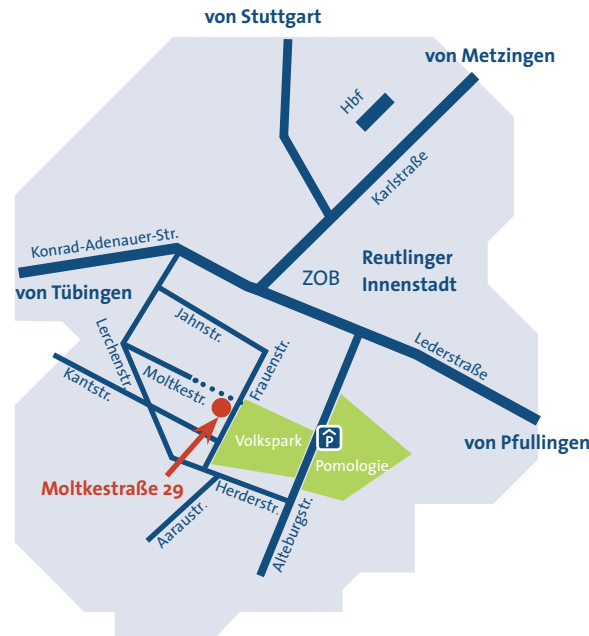 von Stuttgart
von Metzingen
Hbf
Karlstraße
Konrad-Adenauer-Str.
Reutlinger
Innenstadt
ZOB
von Tübingen
Jahnstr.
Lerchenstr.
Lederstraße
Frauenstr.
Moltkestr.
Kantstr.
Volkspark
P
von Pfullingen
Pomologie
Moltkestraße 29
Herderstr.
Aaraustr.
Alteburgstr.